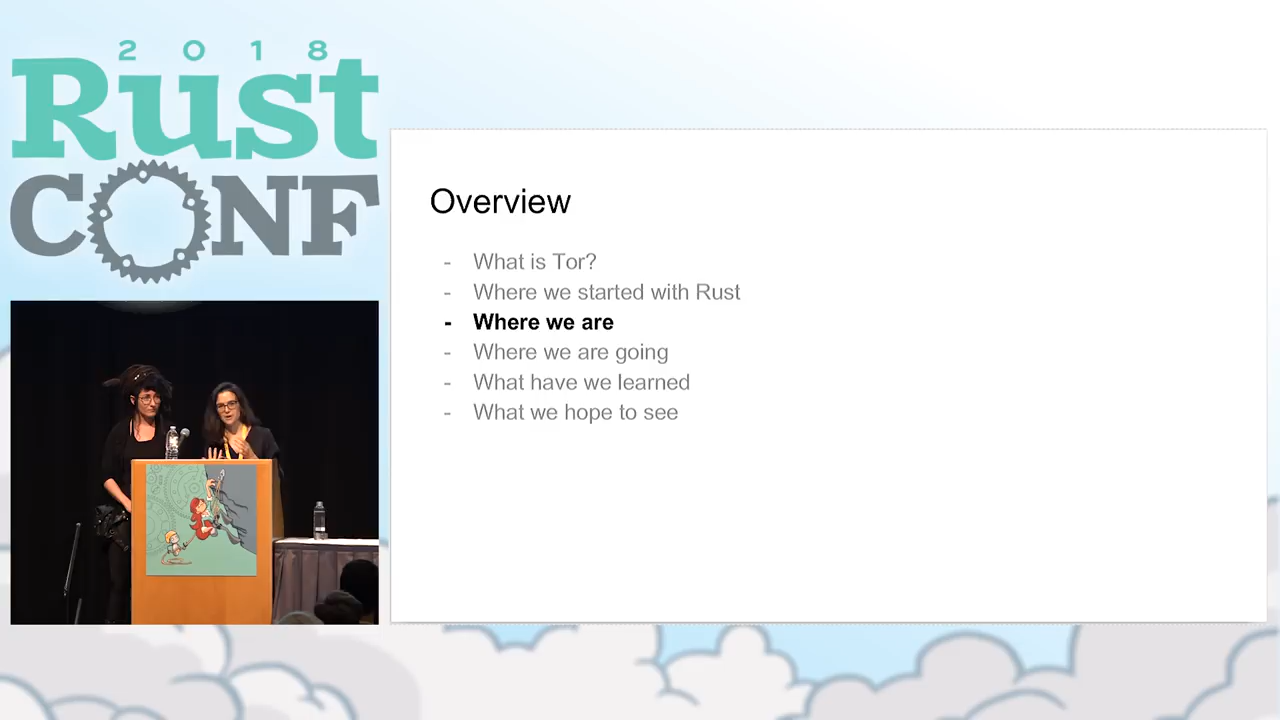 2018
Rust
CONF
Overview
- What is Tor?
- Where we started with Rust
- Where we are
- Where we are going
- What have we learned
- What we hope to see